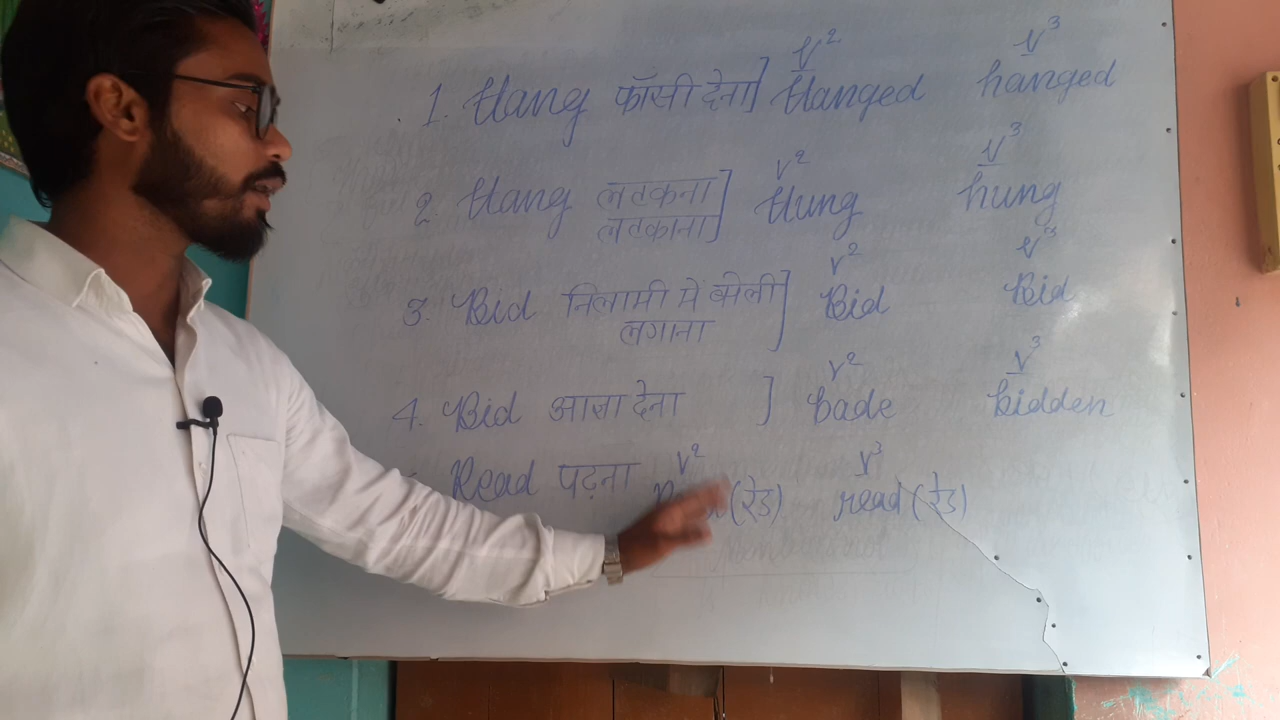 V² V³
1. Hang फाँसी देना] Hanged hanged
V² V³
2. Hang लटकना] Hung hung
लटकाना
V² V³
3. Bid निलामी में बोली] Bid Bid
लगाना
V² V³
4. Bid आज्ञा देना ] bade bidden
V² V³
Read पढ़ना (रेड) read (रेड)